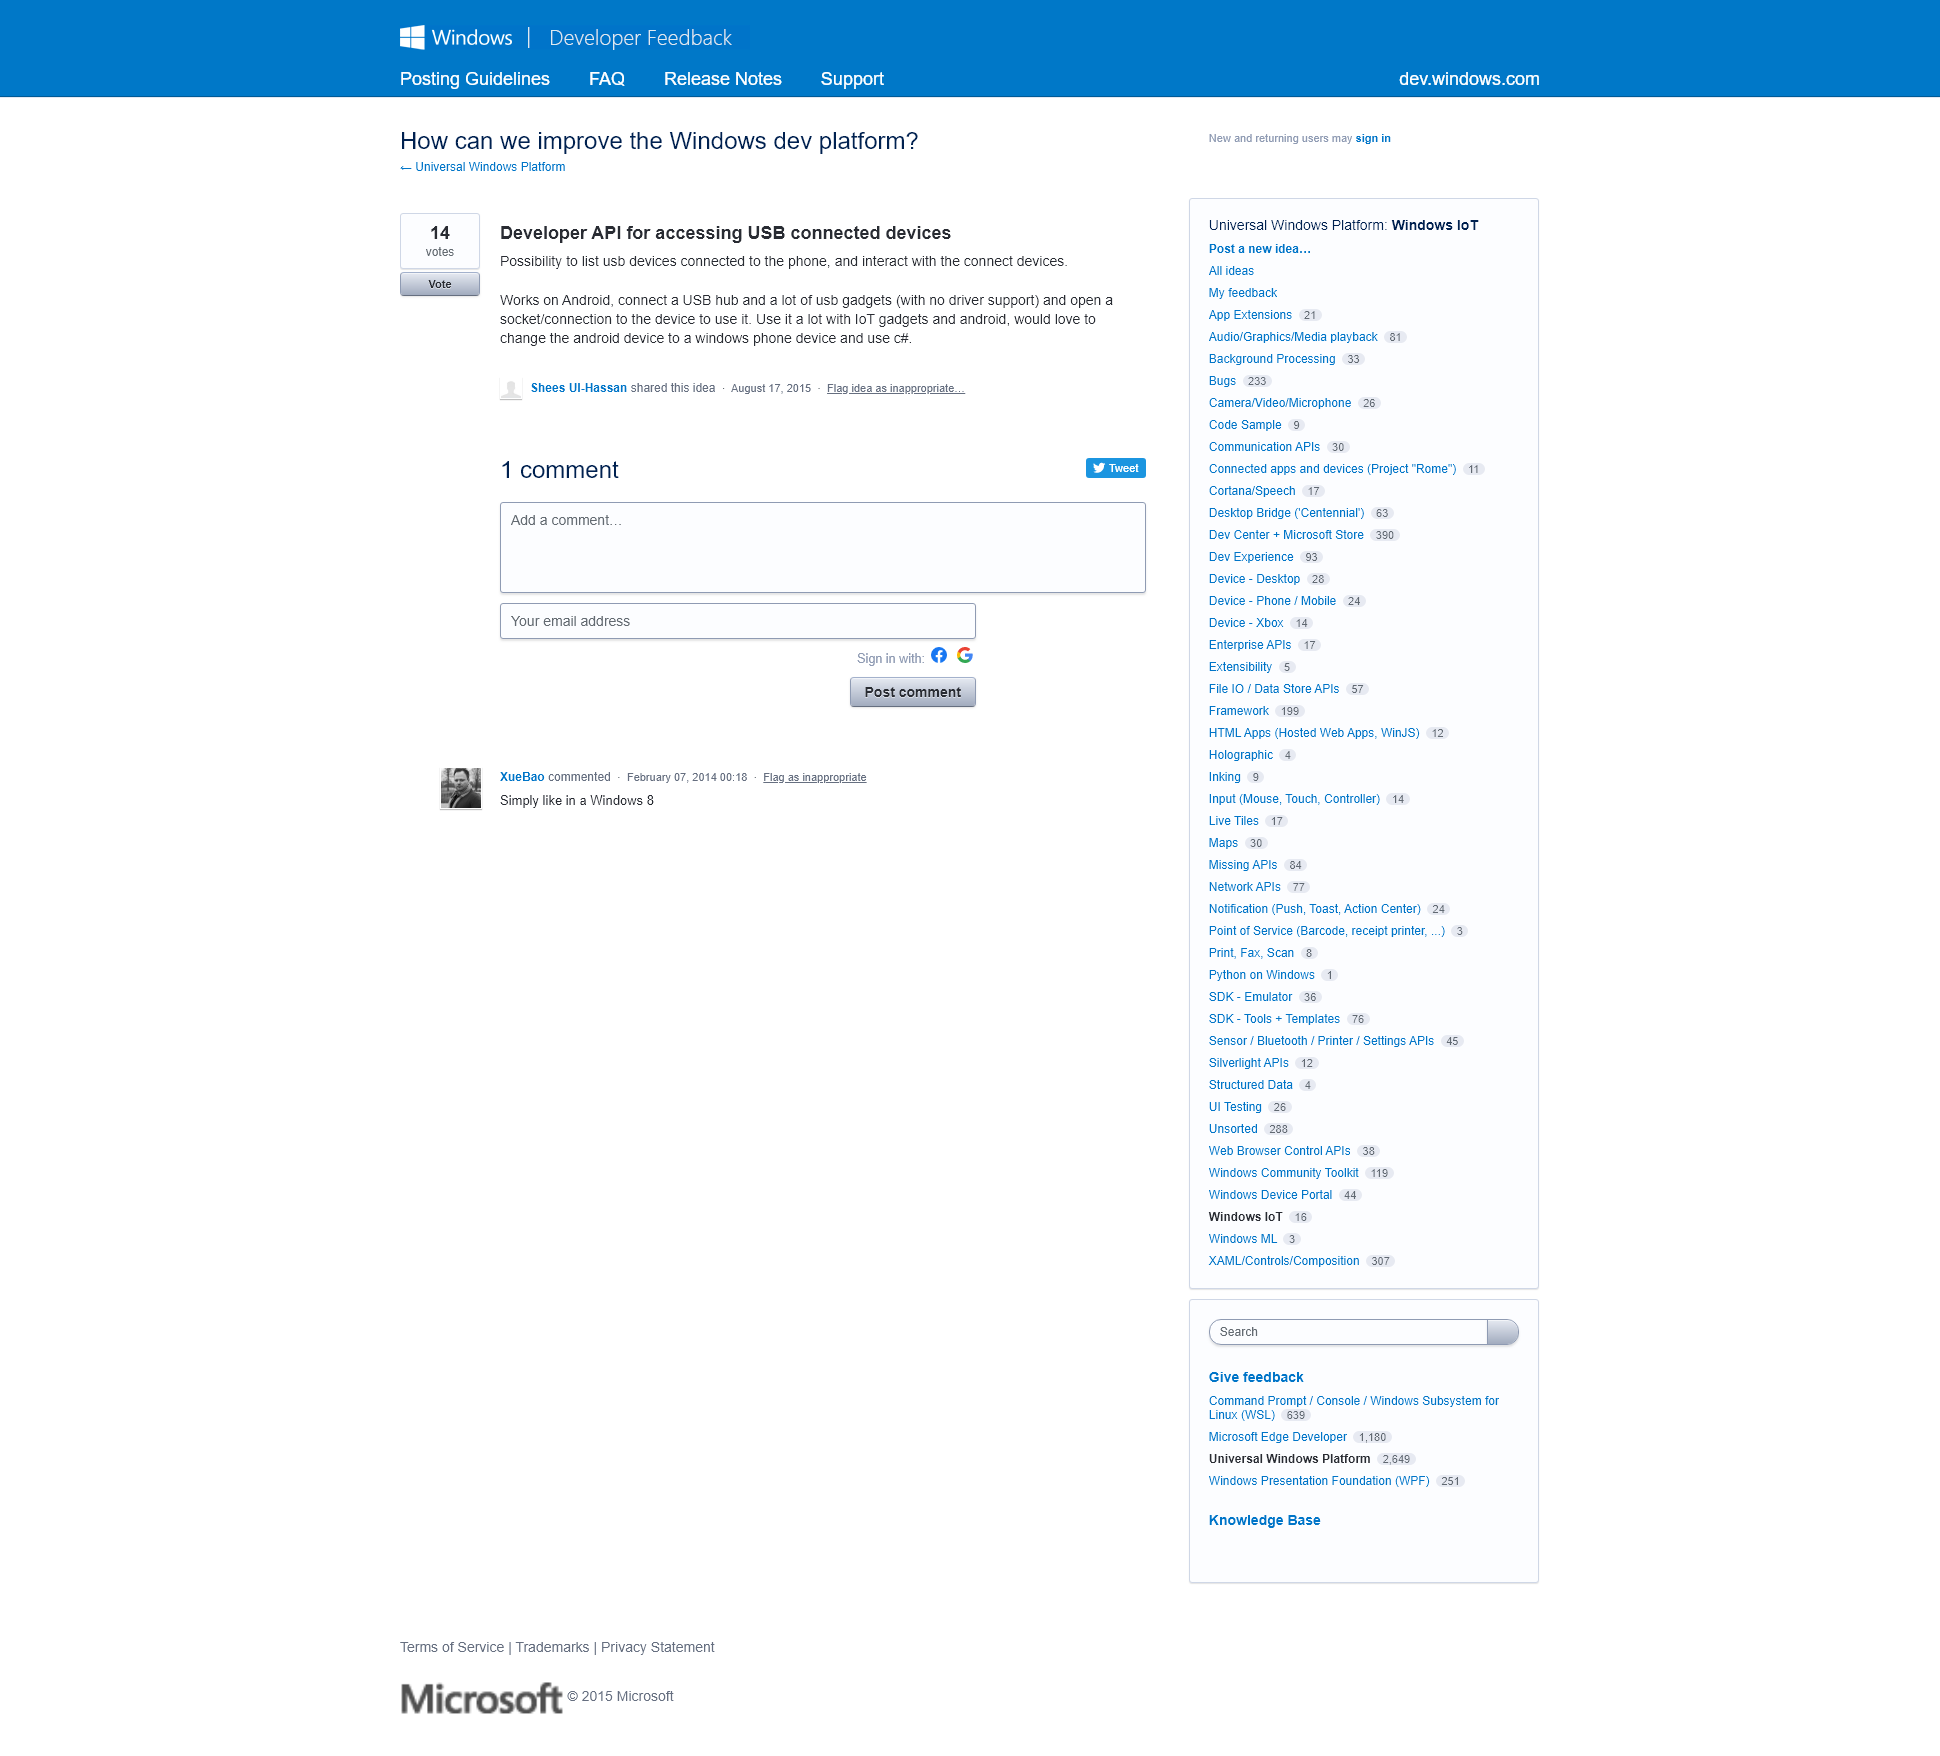 Windows | Developer Feedback
Posting Guidelines FAQ Release Notes Support dev.windows.com
How can we improve the Windows dev platform?
← Universal Windows Platform
New and returning users may sign in
14
votes
Vote
Developer API for accessing USB connected devices
Possibility to list usb devices connected to the phone, and interact with the connect devices.
Works on Android, connect a USB hub and a lot of usb gadgets (with no driver support) and open a
socket/connection to the device to use it. Use it a lot with IoT gadgets and android, would love to
change the android device to a windows phone device and use c#.
Shees Ul-Hassan shared this idea · August 17, 2015 · Flag idea as inappropriate…
1 comment
Tweet
Add a comment…
Your email address
Sign in with:
Post comment
XueBao commented · February 07, 2014 00:18 · Flag as inappropriate
Simply like in a Windows 8
Universal Windows Platform: Windows IoT
Post a new idea…
All ideas
My feedback
App Extensions 21
Audio/Graphics/Media playback 81
Background Processing 33
Bugs 233
Camera/Video/Microphone 26
Code Sample 9
Communication APIs 30
Connected apps and devices (Project "Rome") 11
Cortana/Speech 17
Desktop Bridge ('Centennial') 63
Dev Center + Microsoft Store 390
Dev Experience 93
Device - Desktop 28
Device - Phone / Mobile 24
Device - Xbox 14
Enterprise APIs 17
Extensibility 5
File IO / Data Store APIs 57
Framework 199
HTML Apps (Hosted Web Apps, WinJS) 12
Holographic 4
Inking 9
Input (Mouse, Touch, Controller) 14
Live Tiles 17
Maps 30
Missing APIs 84
Network APIs 77
Notification (Push, Toast, Action Center) 24
Point of Service (Barcode, receipt printer, ...) 3
Print, Fax, Scan 8
Python on Windows 1
SDK - Emulator 36
SDK - Tools + Templates 76
Sensor / Bluetooth / Printer / Settings APIs 45
Silverlight APIs 12
Structured Data 4
UI Testing 26
Unsorted 288
Web Browser Control APIs 38
Windows Community Toolkit 119
Windows Device Portal 44
Windows IoT 16
Windows ML 3
XAML/Controls/Composition 307
Search
Give feedback
Command Prompt / Console / Windows Subsystem for
Linux (WSL) 639
Microsoft Edge Developer 1,180
Universal Windows Platform 2,649
Windows Presentation Foundation (WPF) 251
Knowledge Base
Terms of Service | Trademarks | Privacy Statement
Microsoft © 2015 Microsoft